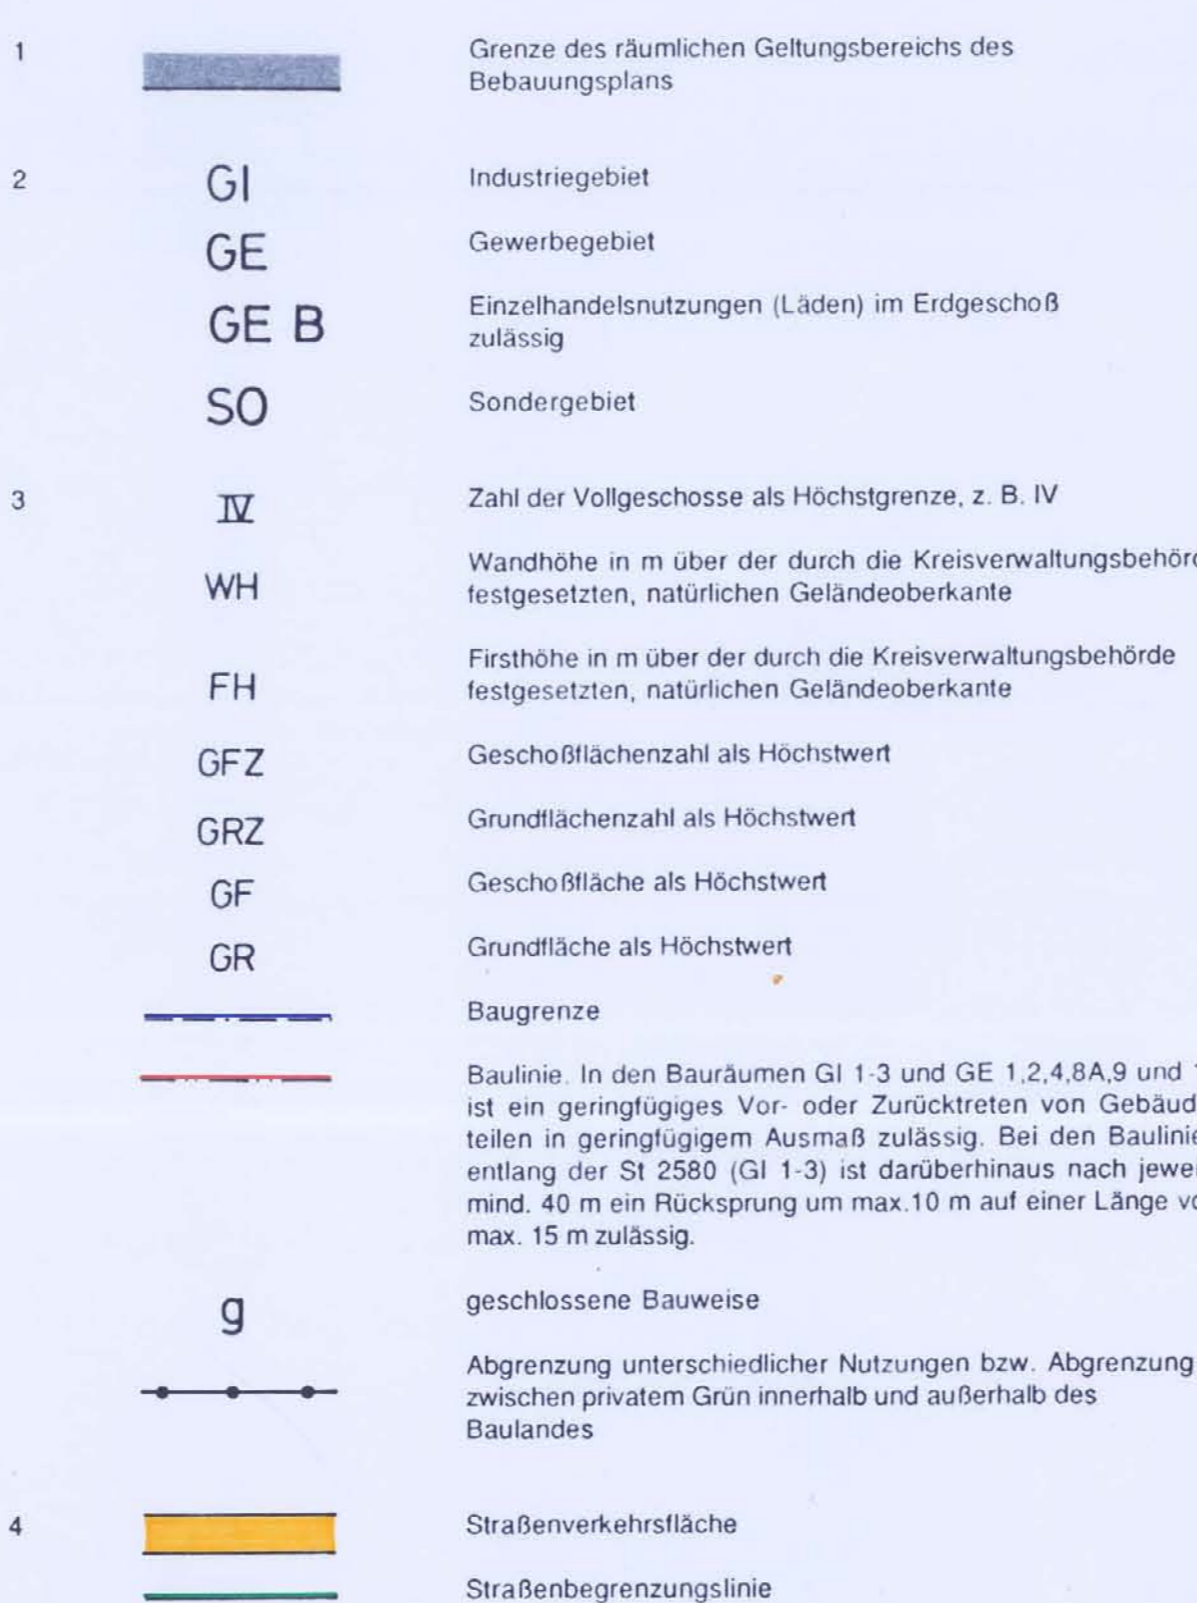 1 Grenze des räumlichen Geltungsbereichs des
Bebauungsplans
2 GI Industriegebiet
GE Gewerbegebiet
GE B Einzelhandelsnutzungen (Läden) im Erdgeschoß
zulässig
SO Sondergebiet
3 IV Zahl der Vollgeschosse als Höchstgrenze, z. B. IV
WH Wandhöhe in m über der durch die
festgesetzten, natürlichen Geländeoberkante
FH Firsthöhe in m über der durch die Kreisverwaltungsbehörde
festgesetzten, natürlichen Geländeoberkante
GFZ Geschoßflächenzahl als Höchstwert
GRZ Grundflächenzahl als Höchstwert
GF Geschoßfläche als Höchstwert
GR Grundfläche als Höchstwert
Baugrenze
Baulinie. In den Bauräumen GI 1-3 und GE 1,2,4,8A,9 und
ist ein geringfügiges Vor- oder Zurücktreten von
teilen in geringfügigem Ausmaß zulässig. Bei den
entlang der St 2580 (GI 1-3) ist darüberhinaus nach
mind. 40 m ein Rücksprung um max.10 m auf einer Länge
max. 15 m zulässig.
g geschlossene Bauweise
Abgrenzung unterschiedlicher Nutzungen bzw. Abgrenzung
zwischen privatem Grün innerhalb und außerhalb des
Baulandes
4 Straßenverkehrsfläche
Straßenbegrenzungslinie